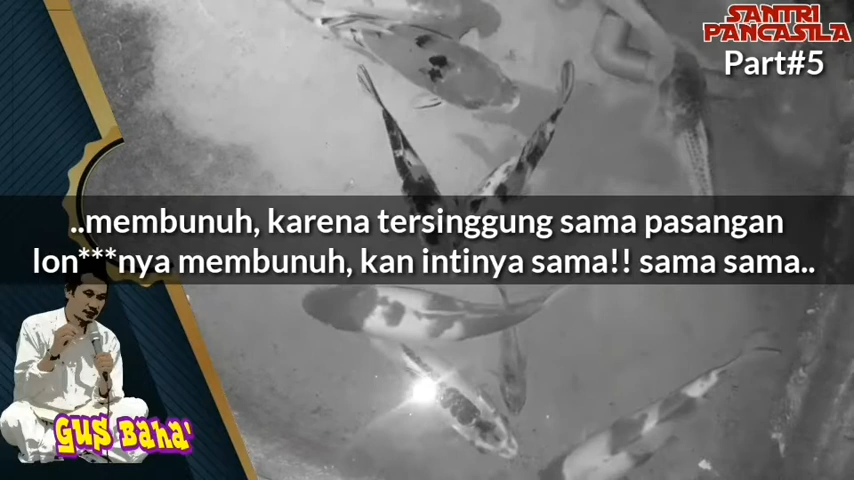 SANTRI
PANCASILA
Part#5
..membunuh, karena tersinggung sama pasangan
lon***nya membunuh, kan intinya sama!! sama sama..
GUS BaHa'